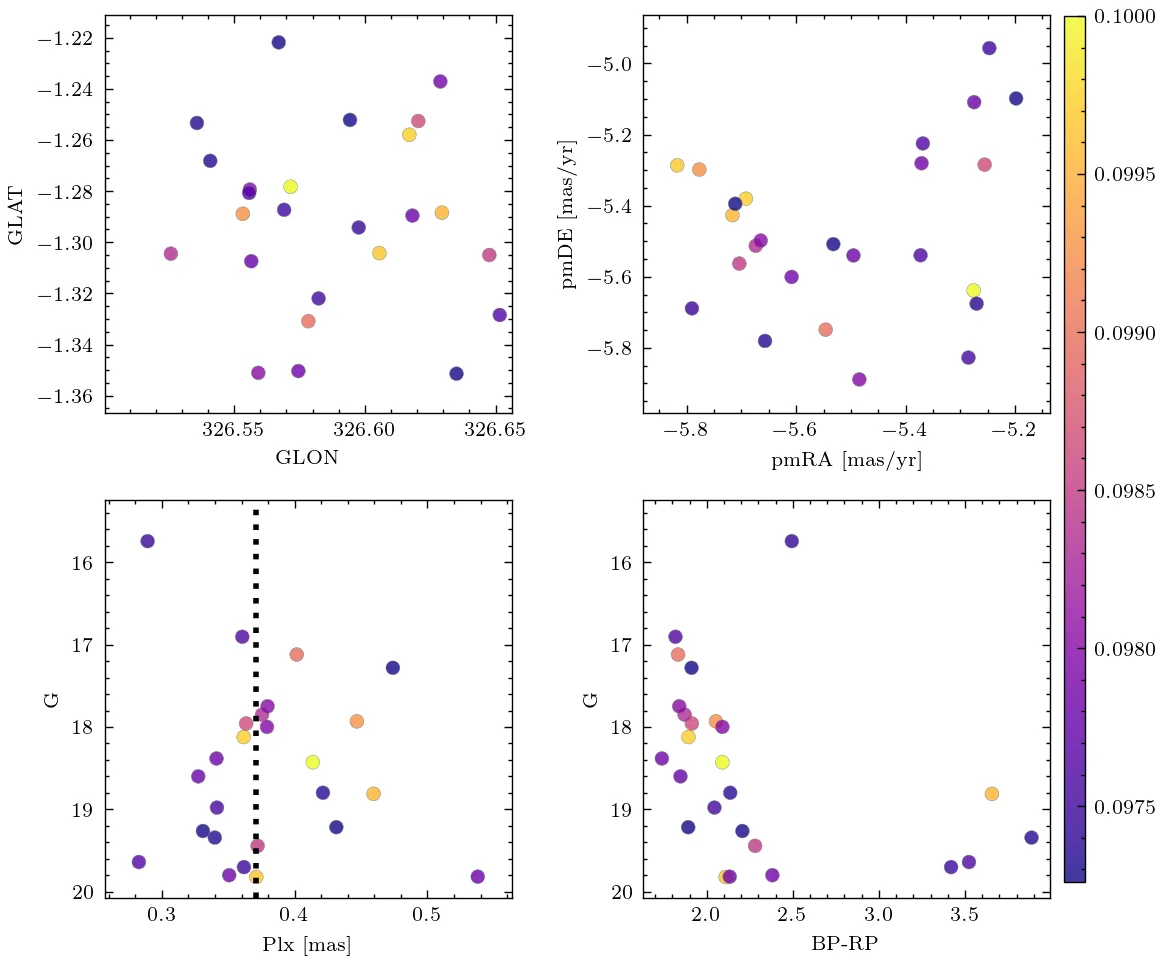 −1.22
−1.24
−1.26
−1.28
−1.30
−1.32
−1.34
−1.36
GLAT
326.55 326.60 326.65
GLON
−5.0
−5.2
−5.4
−5.6
−5.8
pmDE [mas/yr]
−5.8 −5.6 −5.4 −5.2
pmRA [mas/yr]
16
17
18
19
20
G
0.3 0.4 0.5
Plx [mas]
16
17
18
19
20
G
2.0 2.5 3.0 3.5
BP-RP
0.1000
0.0995
0.0990
0.0985
0.0980
0.0975